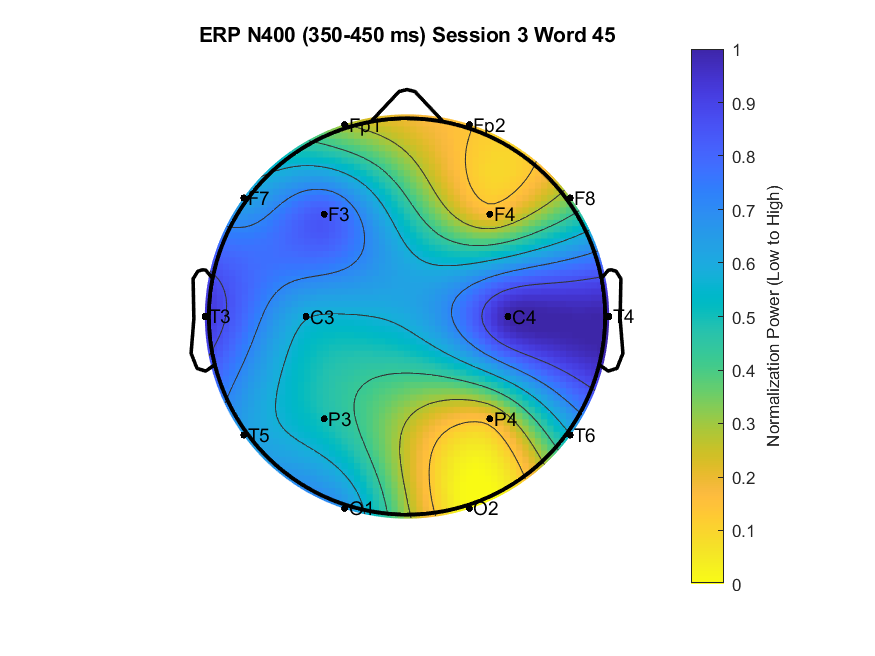 ERP N400 (350-450 ms) Session 3 Word 45
Fp1 Fp2
F7 F8
F3 F4
T3 C3 C4 T4
P3 P4
T5 T6
O1 O2
1
0.9
0.8
0.7
0.6
0.5
0.4
0.3
0.2
0.1
0
Normalization Power (Low to High)